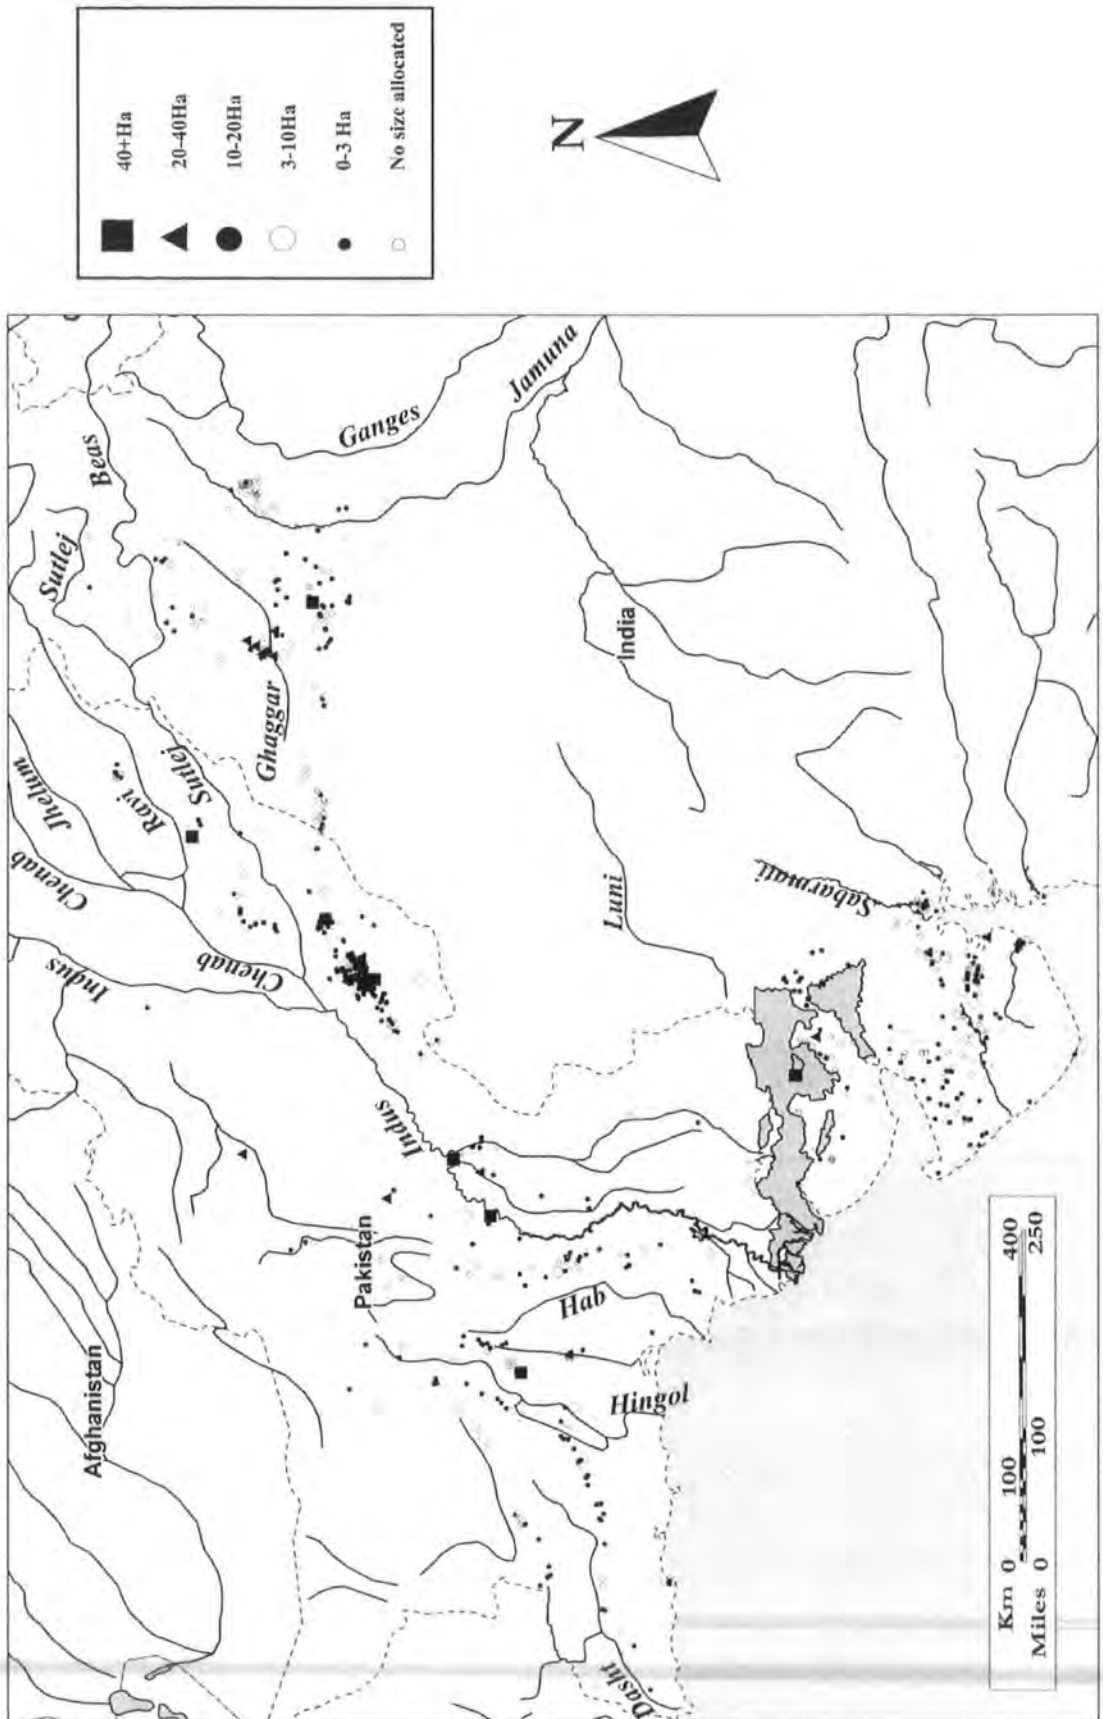 40+Ha
20-40Ha
10-20Ha
3-10Ha
0-3 Ha
No size allocated
N
Beas
Sutlej
Jhelum
Ravi
Sutlej
Chenab
Chenab
Indus
Ghaggar
Ganges
Jamuna
India
Luni
Sabarmati
Indus
Pakistan
Afghanistan
Hab
Hingol
Dasht
Km 0 100 400
Miles 0 100 250